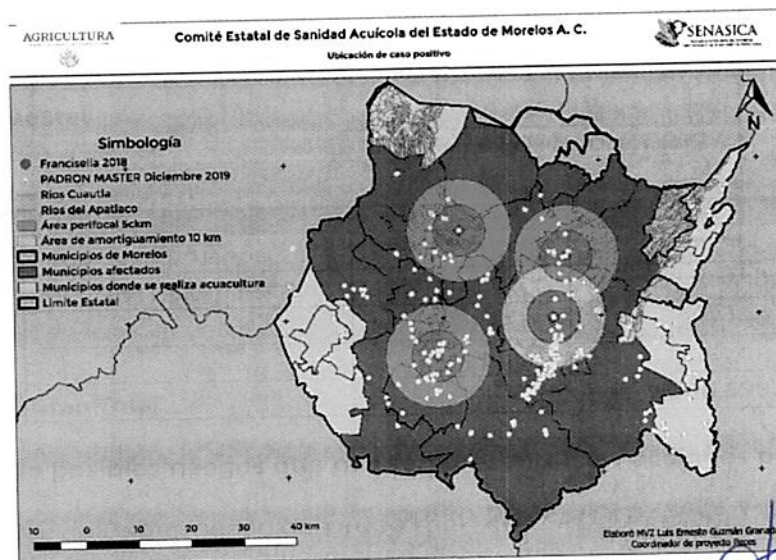 AGRICULTURA
Comité Estatal de Sanidad Acuícola del Estado de Morelos A. C.
Ubicación de caso positivo
SENASICA
N
Simbología
Francisella 2018
PADRON MASTER Diciembre 2019
Rios Cuautla
Rios del Apatlaco
Área perifocal 5km
Área de amortiguamiento 10 km
Municipios de Morelos
Municipios afectados
Municipios donde se realiza acuacultura
Limite Estatal
10 0 10 20 30 40 km
Elaboró MVZ Luis Ernesto Guzmán
Coordinador de proyecto Peces